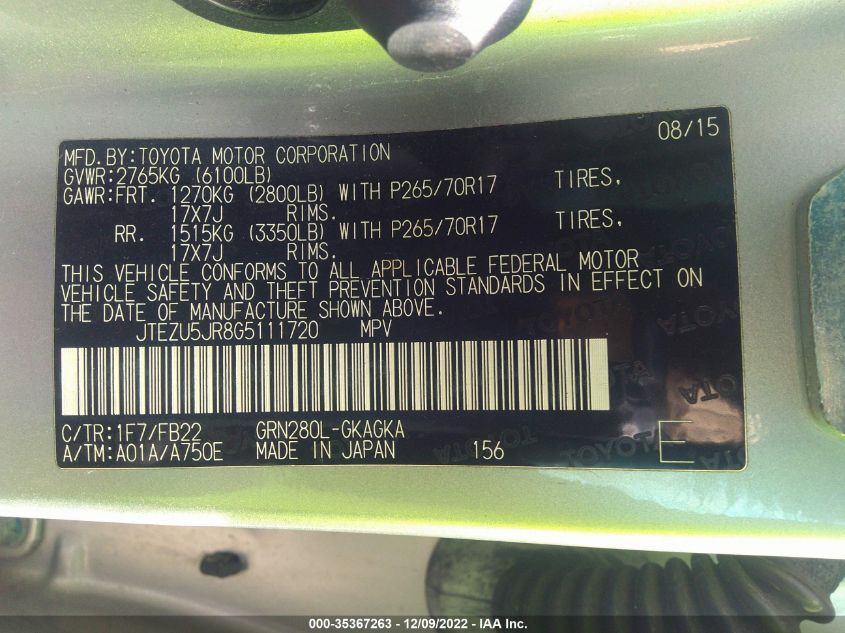 08/15
MFD.BY:TOYOTA MOTOR CORPORATION
GVWR:2765KG (6100LB)
GAWR:FRT. 1270KG (2800LB) WITH P265/70R17 TIRES,
17X7J RIMS.
RR. 1515KG (3350LB) WITH P265/70R17 TIRES,
17X7J RIMS.
THIS VEHICLE CONFORMS TO ALL APPLICABLE FEDERAL MOTOR
VEHICLE SAFETY AND THEFT PREVENTION STANDARDS IN EFFECT ON
THE DATE OF MANUFACTURE SHOWN ABOVE.
JTEZU5JR8G5111720 MPV
C/TR:1F7/FB22 GRN280L-GKAGKA
A/TM:A01A/A750E MADE IN JAPAN 156 E
000-35367263 - 12/09/2022 - IAA Inc.